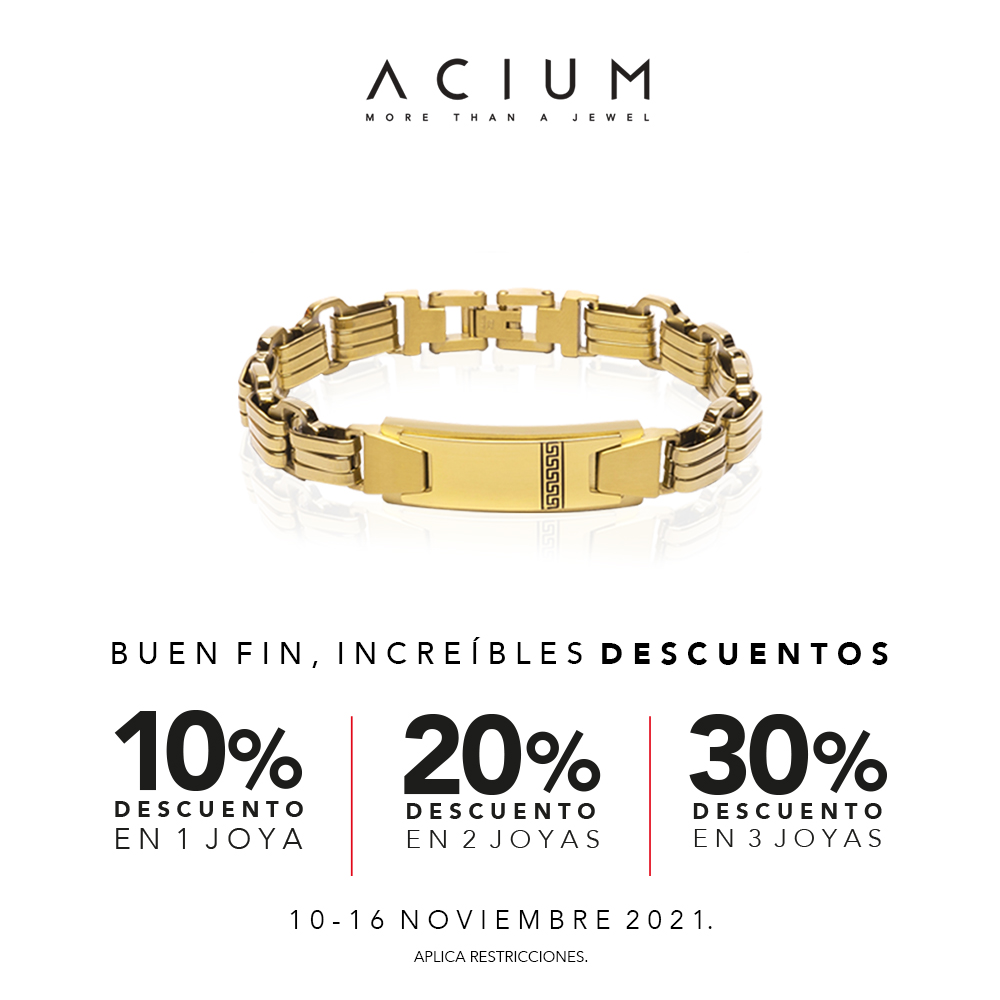 ACIUM
MORE THAN A JEWEL
BUEN FIN, INCREÍBLES DESCUENTOS
10%
DESCUENTO
EN 1 JOYA
20%
DESCUENTO
EN 2 JOYAS
30%
DESCUENTO
EN 3 JOYAS
10-16 NOVIEMBRE 2021.
APLICA RESTRICCIONES.